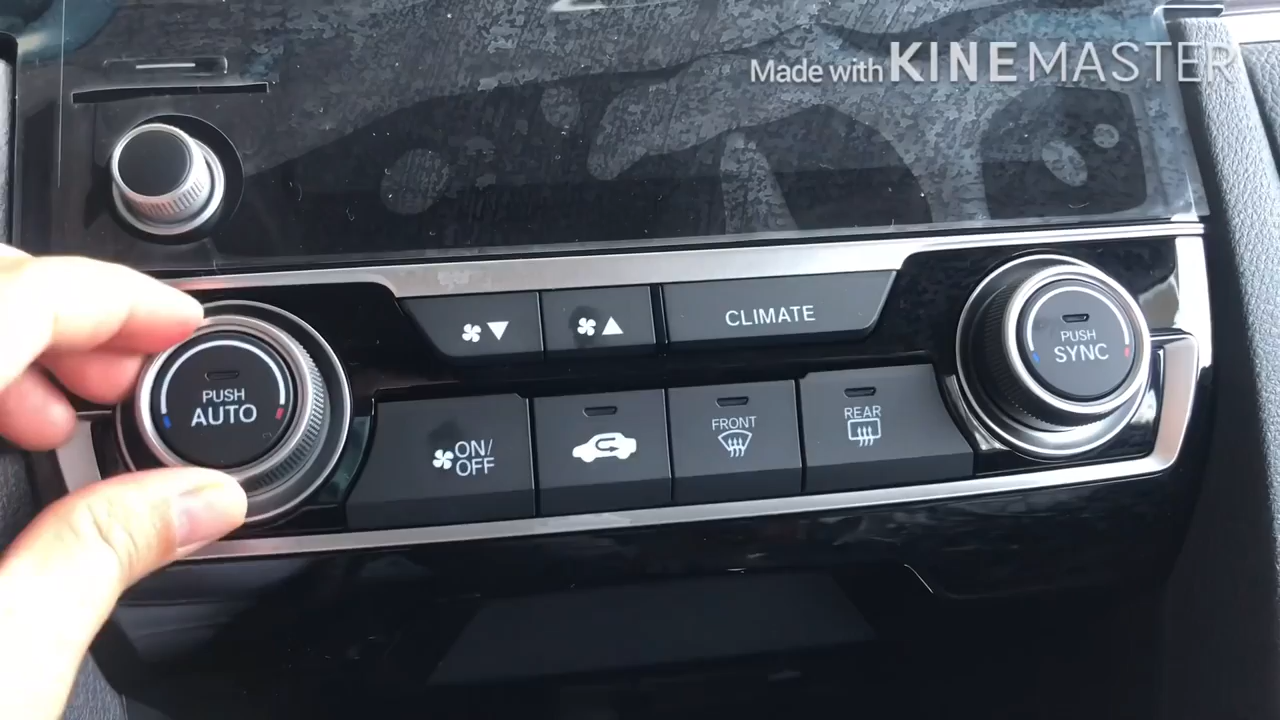 Made with KINEMASTER
CLIMATE
PUSH
SYNC
PUSH
AUTO
ON/
OFF
FRONT
REAR